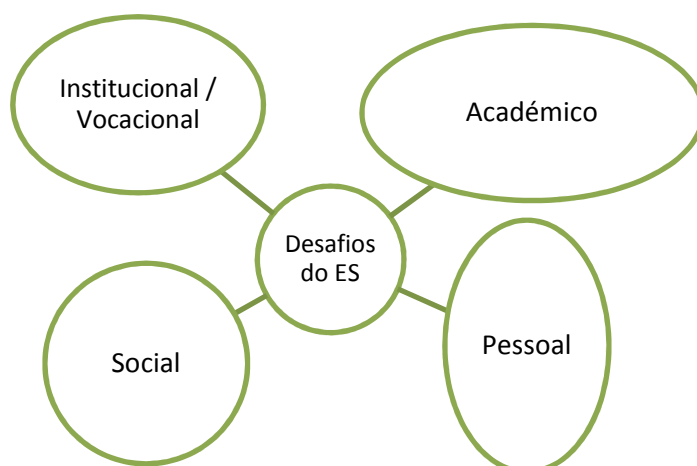 Institucional /
Vocacional
Académico
Desafios
do ES
Social
Pessoal